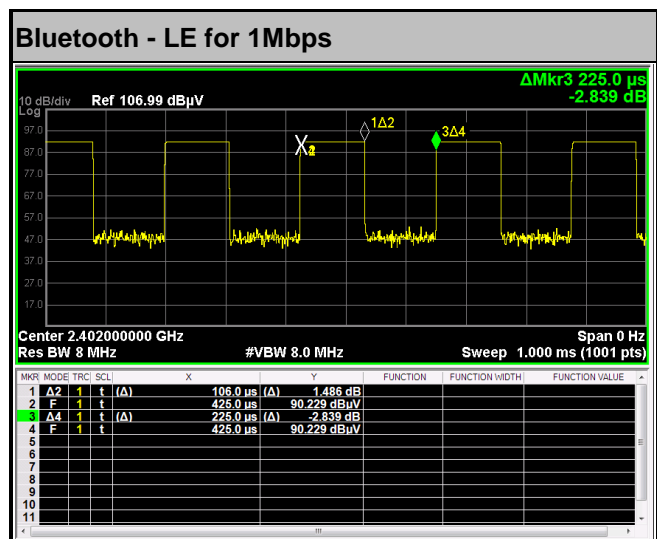 Bluetooth - LE for 1Mbps
ΔMkr3 225.0 µs
10 dB/div Ref 106.99 dBµV -2.839 dB
Log
97.0
87.0
77.0
67.0
57.0
47.0
37.0
27.0
17.0
1Δ2
3Δ4
X
Center 2.402000000 GHz Span 0 Hz
Res BW 8 MHz #VBW 8.0 MHz Sweep 1.000 ms (1001 pts)
MKR MODE TRC SCL X Y FUNCTION FUNCTION WIDTH FUNCTION VALUE
1 Δ2 1 t (Δ) 106.0 µs (Δ) 1.486 dB
2 F 1 t 425.0 µs 90.229 dBµV
3 Δ4 1 t (Δ) 225.0 µs (Δ) -2.839 dB
4 F 1 t 425.0 µs 90.229 dBµV
5
6
7
8
9
10
11